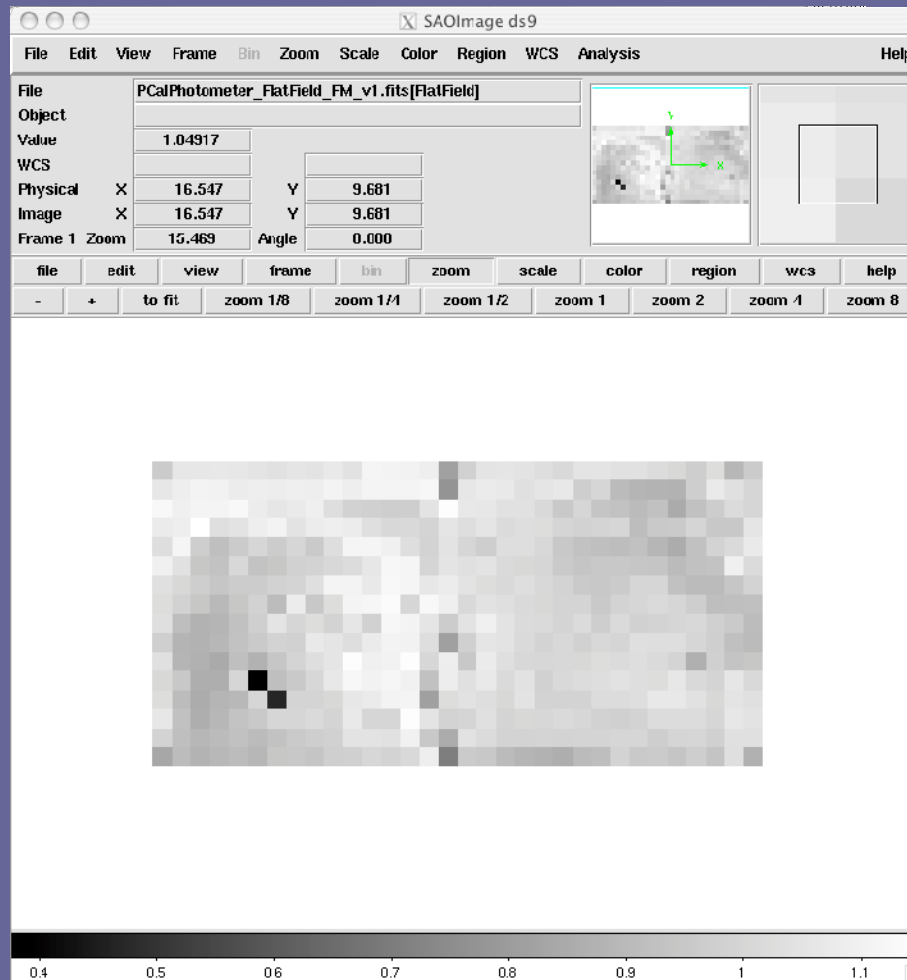 X SAOImage ds9
File Edit View Frame Bin Zoom Scale Color Region WCS Analysis Help
File PCalPhotometer_FlatField_FM_v1.fits[FlatField]
Object
Value 1.04917
WCS
Physical X 16.547 Y 9.681
Image X 16.547 Y 9.681
Frame 1 Zoom 15.469 Angle 0.000
Y
X
file edit view frame bin zoom scale color region wcs help
- + to fit zoom 1/8 zoom 1/4 zoom 1/2 zoom 1 zoom 2 zoom 4 zoom 8
0.4 0.5 0.6 0.7 0.8 0.9 1 1.1